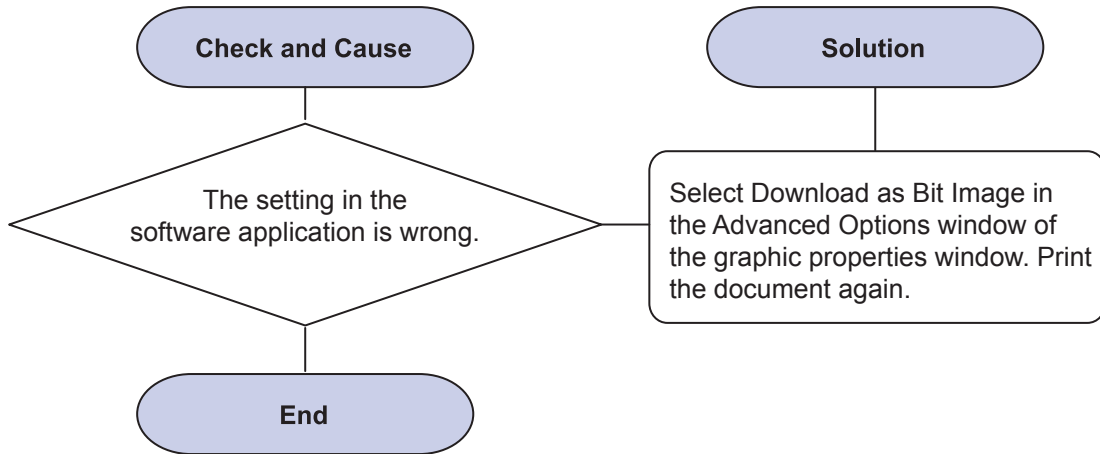 Check and Cause
Solution
The setting in the
software application is wrong.
Select Download as Bit Image in
the Advanced Options window of
the graphic properties window. Print
the document again.
End